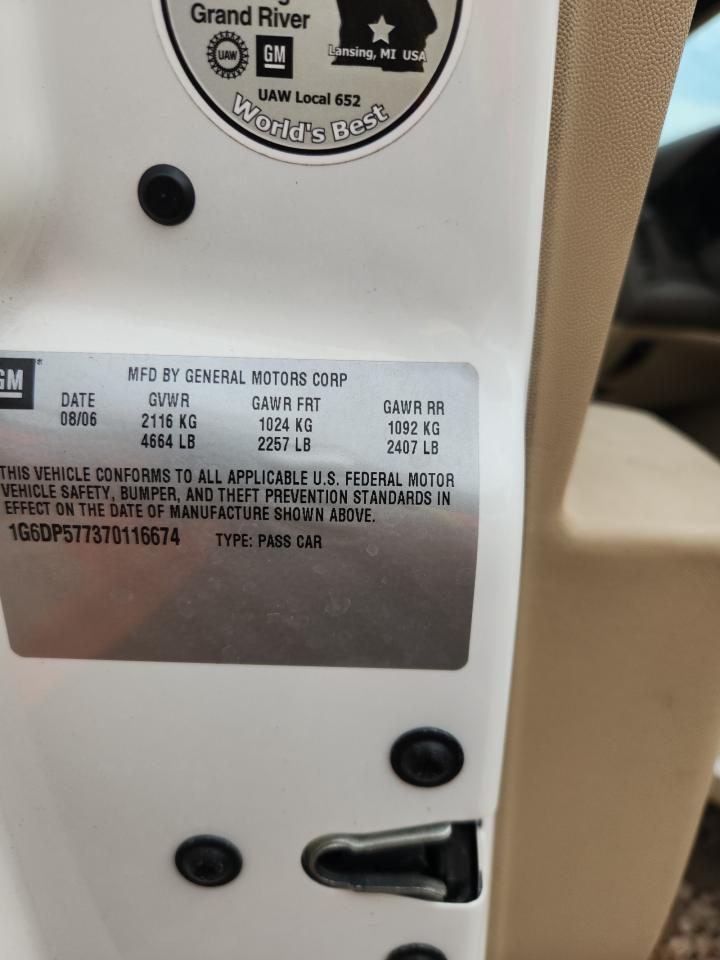 Grand River
UAW GM
Lansing, MI USA
UAW Local 652
World's Best
GM
MFD BY GENERAL MOTORS CORP
DATE GVWR GAWR FRT GAWR RR
08/06 2116 KG 1024 KG 1092 KG
4664 LB 2257 LB 2407 LB
THIS VEHICLE CONFORMS TO ALL APPLICABLE U.S. FEDERAL MOTOR
VEHICLE SAFETY, BUMPER, AND THEFT PREVENTION STANDARDS IN
EFFECT ON THE DATE OF MANUFACTURE SHOWN ABOVE.
1G6DP577370116674 TYPE: PASS CAR